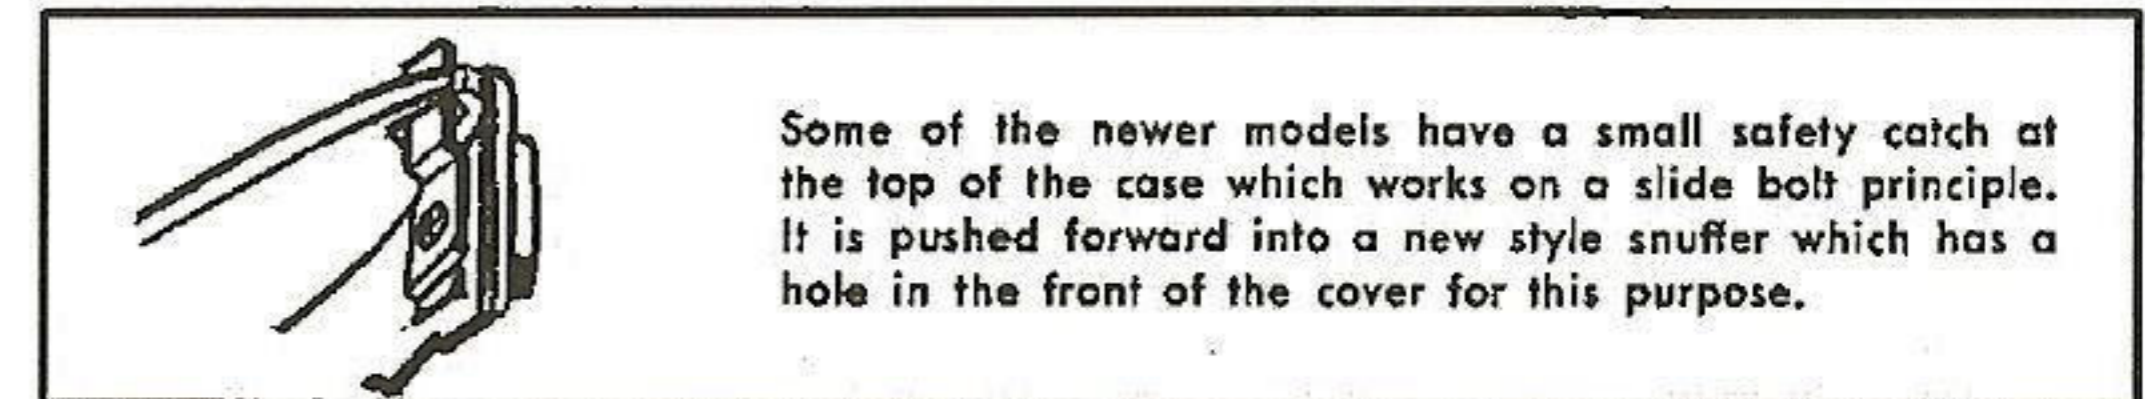 Some of the newer models have a small safety catch at
the top of the case which works on a slide bolt principle.
It is pushed forward into a new style snuffer which has a
hole in the front of the cover for this purpose.